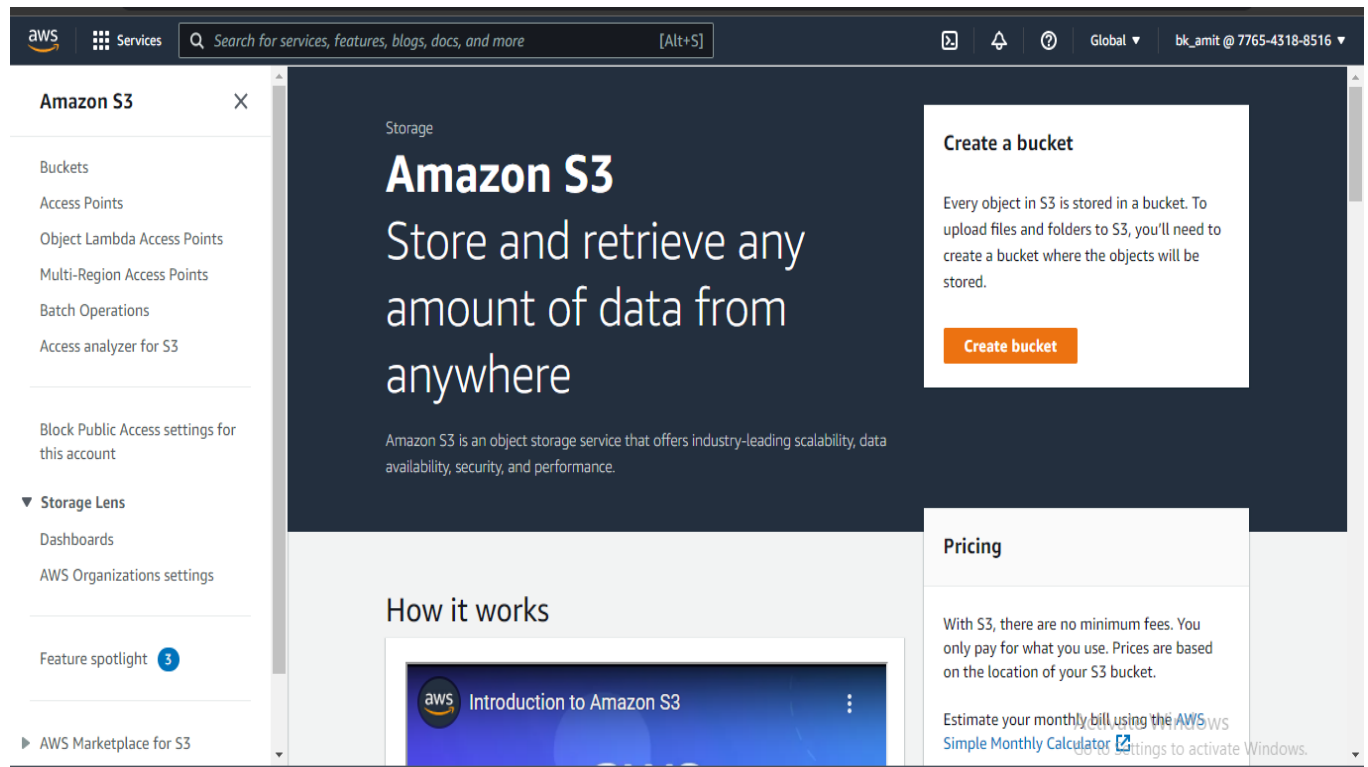 aws
Services
Search for services, features, blogs, docs, and more
[Alt+S]
Global ▼
bk_amit @ 7765-4318-8516 ▼
Amazon S3
Buckets
Access Points
Object Lambda Access Points
Multi-Region Access Points
Batch Operations
Access analyzer for S3
Block Public Access settings for
this account
▼ Storage Lens
Dashboards
AWS Organizations settings
Feature spotlight 3
AWS Marketplace for S3
Storage
Amazon S3
Store and retrieve any
amount of data from
anywhere
Amazon S3 is an object storage service that offers industry-leading scalability, data
availability, security, and performance.
How it works
aws
Introduction to Amazon S3
Create a bucket
Every object in S3 is stored in a bucket. To
upload files and folders to S3, you'll need to
create a bucket where the objects will be
stored.
Create bucket
Pricing
With S3, there are no minimum fees. You
only pay for what you use. Prices are based
on the location of your S3 bucket.
Estimate your monthly bill using the AWS
Simple Monthly Calculator
Activate Windows
Go to Settings to activate Windows.